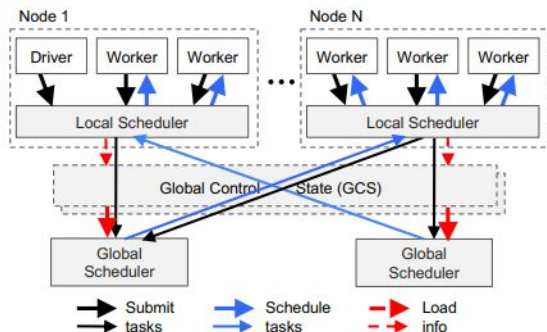 Node 1
Node N
Driver
Worker
Worker
...
Worker
Worker
Worker
Local Scheduler
Local Scheduler
Global Control State (GCS)
Global
Scheduler
Global
Scheduler
Submit
tasks
Schedule
tasks
Load
info